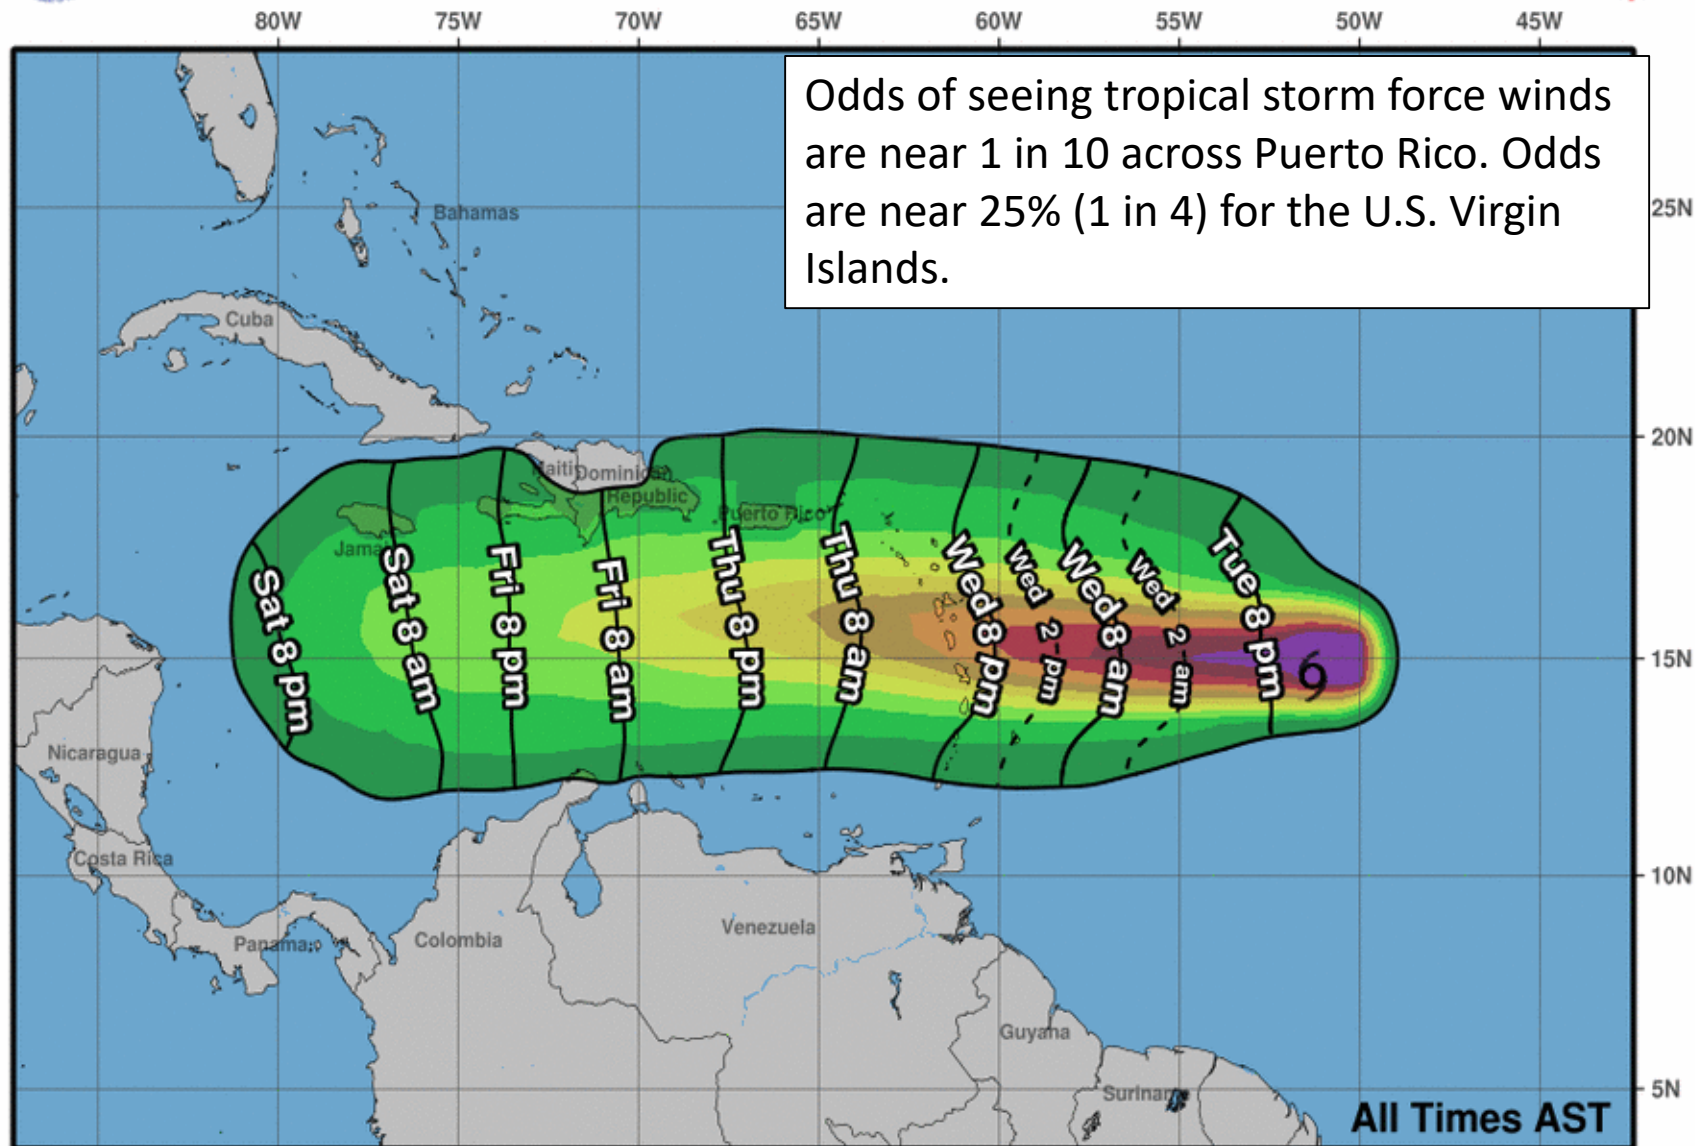 80W 75W 70W 65W 60W 55W 50W 45W
Odds of seeing tropical storm force winds
are near 1 in 10 across Puerto Rico. Odds
are near 25% (1 in 4) for the U.S. Virgin
Islands.
25N
Bahamas
Cuba
20N
Haiti
Dominican
Republic
Puerto Rico
Jama
Sat 8 pm
Sat 8 am
Fri 8 pm
Fri 8 am
Thu 8 pm
Thu 8 am
Wed 8 pm
Wed 2 pm
Wed 8 am
Wed 2 am
Tue 8 pm
15N
Nicaragua
Costa Rica
10N
Panama
Colombia
Venezuela
Guyana
Surinam
5N
All Times AST